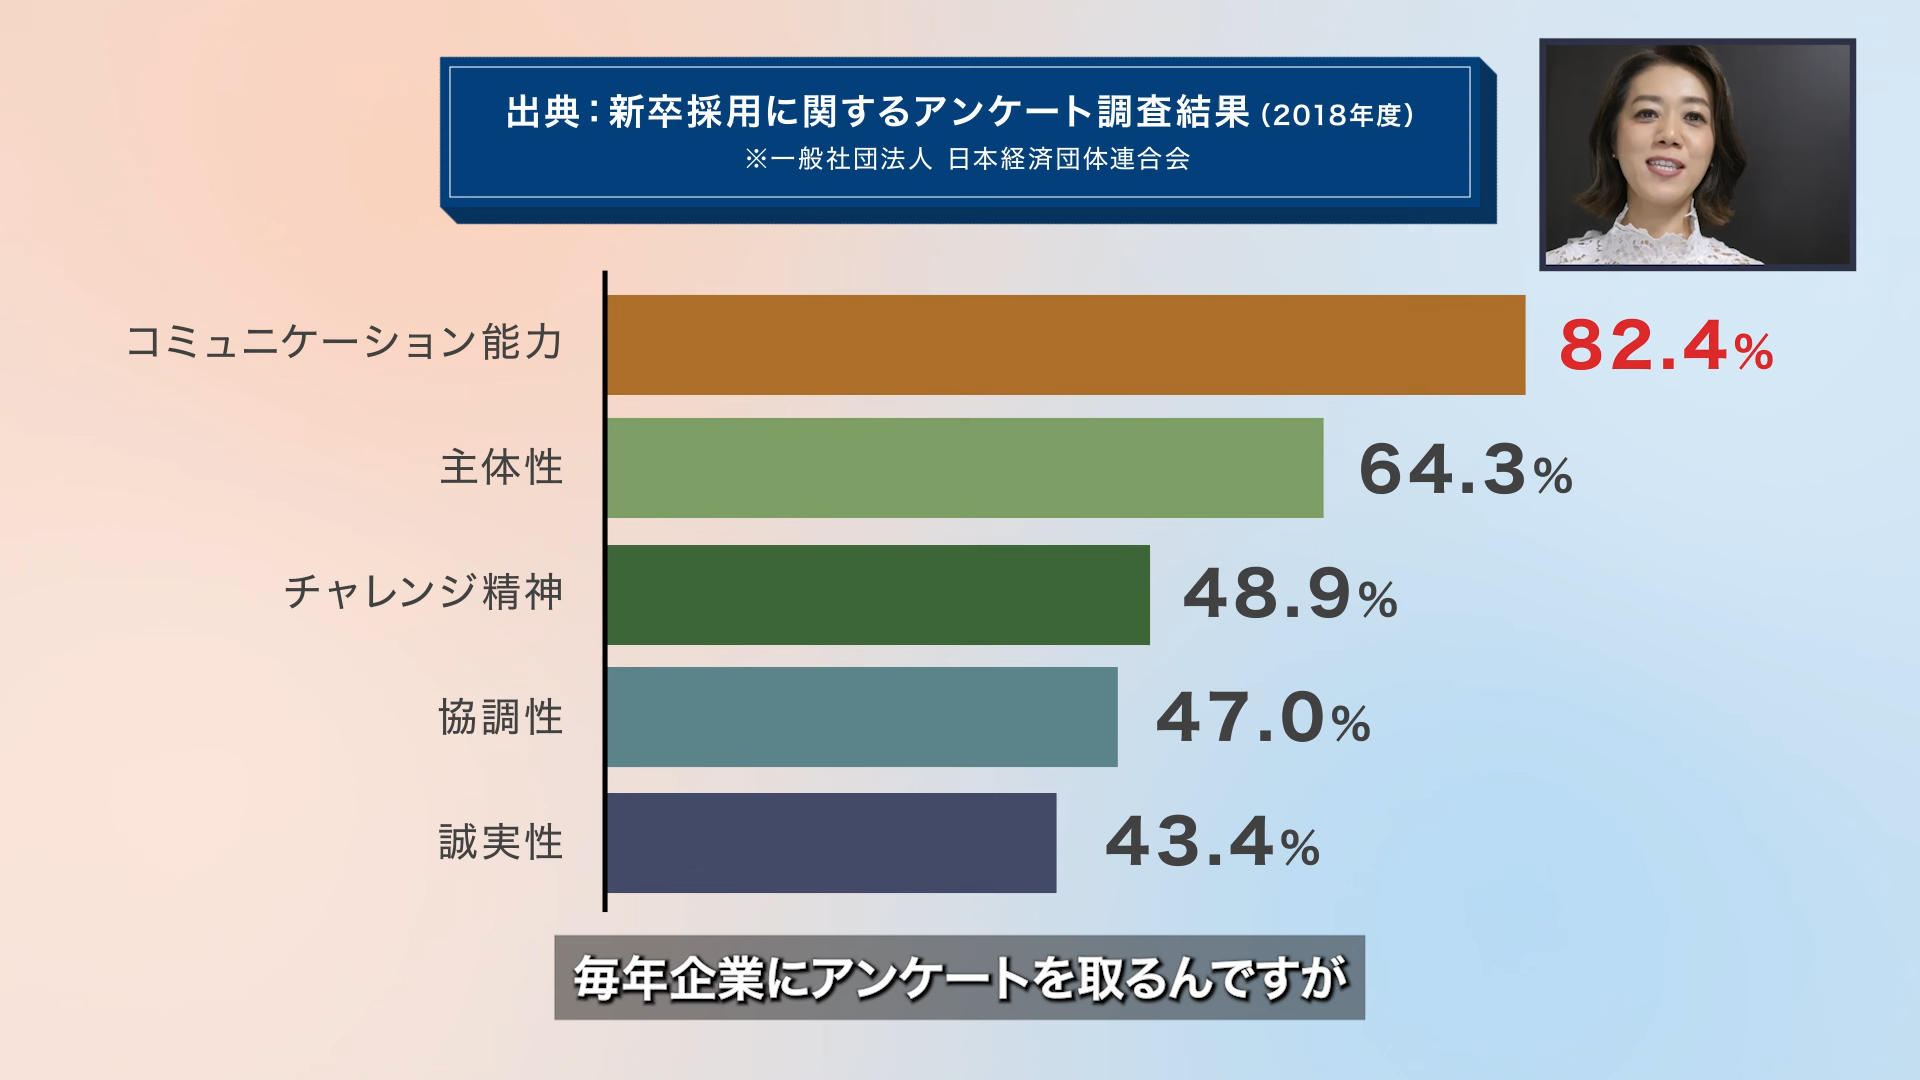 出典：新卒採用に関するアンケート調査結果（2018年度）
※一般社団法人 日本経済団体連合会
コミュニケーション能力 82.4%
主体性 64.3%
チャレンジ精神 48.9%
協調性 47.0%
誠実性 43.4%
毎年企業にアンケートを取るんですが